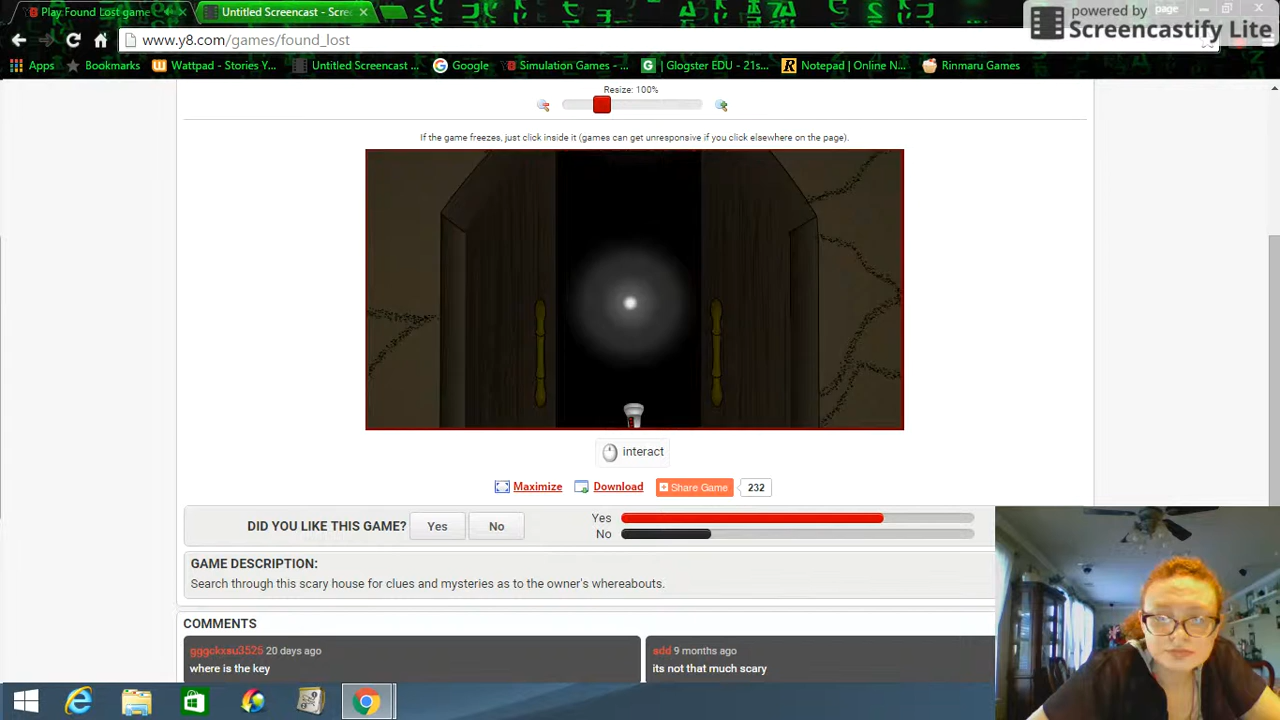 Play Found Lost game
Untitled Screencast - Scre
page
powered by
Screencastify Lite
www.y8.com/games/found_lost
Apps Bookmarks Wattpad - Stories Y... Untitled Screencast ... Google Simulation Games - ... Glogster EDU - 21s... Notepad | Online N... Rinmaru Games
Resize: 100%
If the game freezes, just click inside it (games can get unresponsive if you click elsewhere on the page).
interact
Maximize Download Share Game 232
DID YOU LIKE THIS GAME? Yes No
Yes
No
GAME DESCRIPTION:
Search through this scary house for clues and mysteries as to the owner's whereabouts.
COMMENTS
gggckxsu3525 20 days ago
where is the key
add 9 months ago
its not that much scary